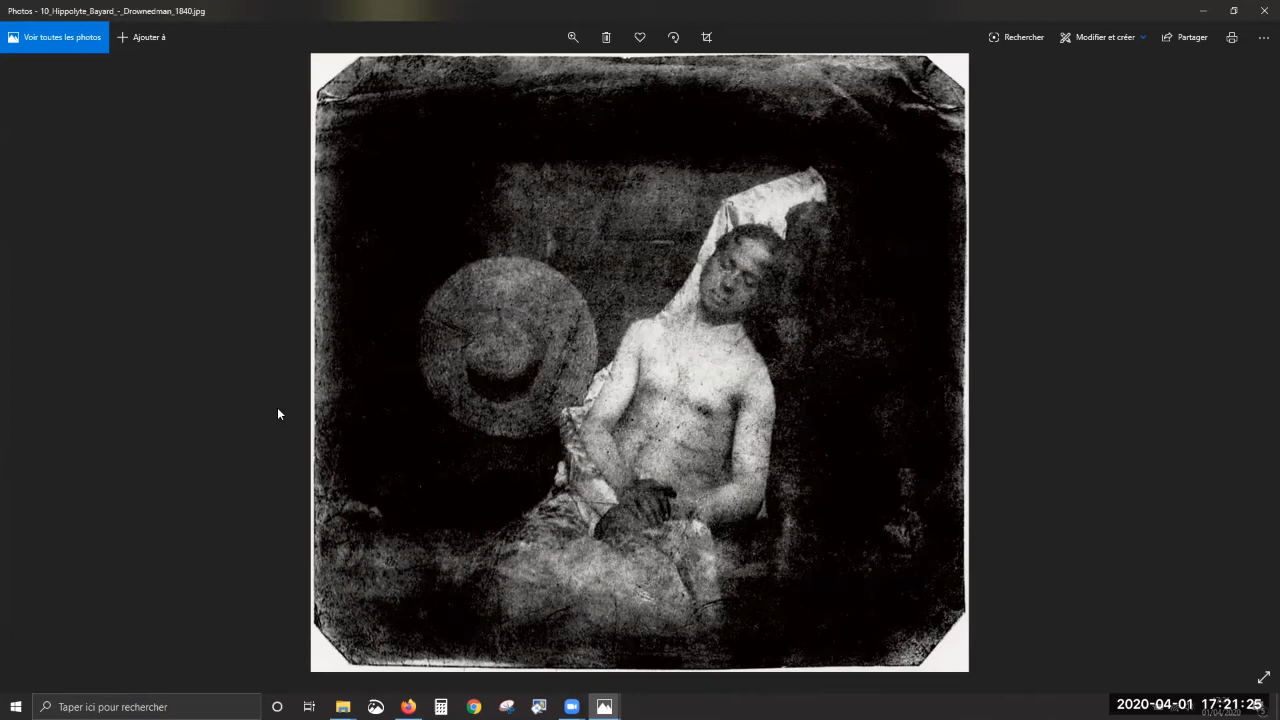 Photos - 10_Hippolyte_Bayard_-_Drownedman_1840.jpg
Voir toutes les photos
Ajouter à
Rechercher
Modifier et créer
Partager
Taper ici pour rechercher
2020-04-01 17:21:25